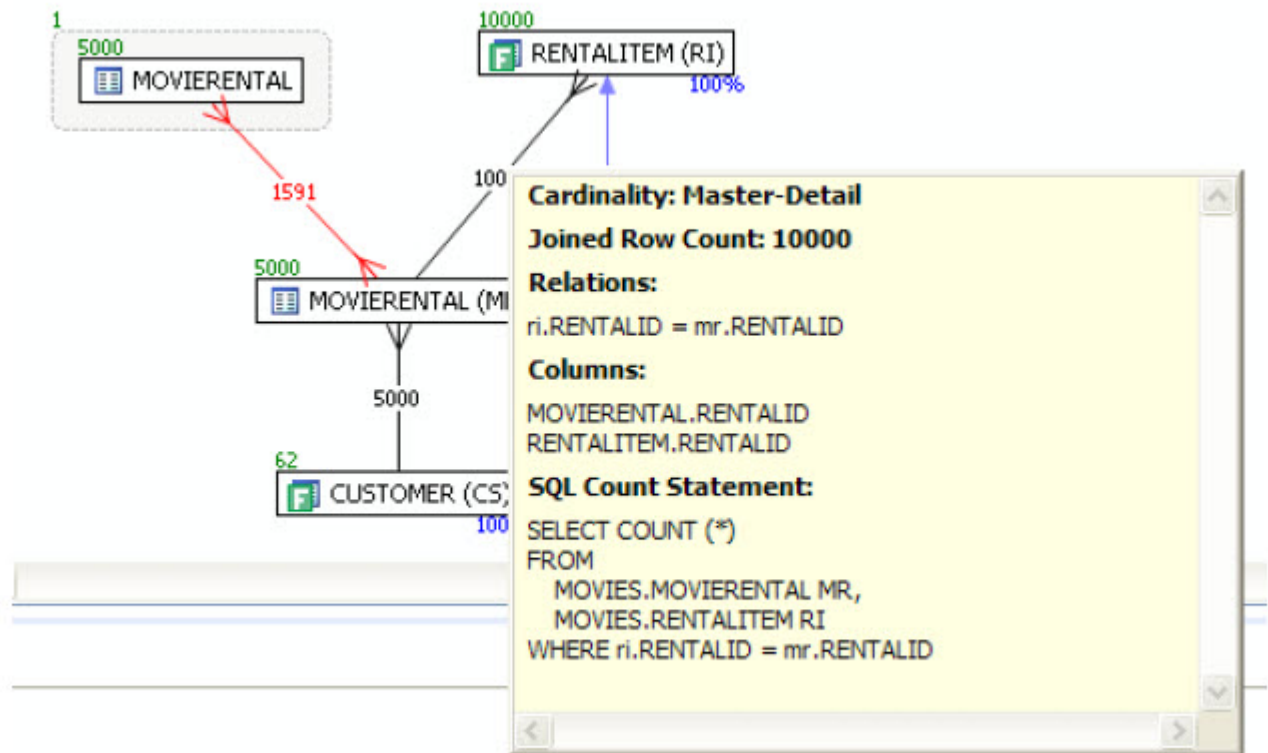 1
5000
MOVIERENTAL
10000
RENTALITEM (RI)
100%
1591
100
5000
MOVIERENTAL (M
5000
62
CUSTOMER (CS)
100
Cardinality: Master-Detail
Joined Row Count: 10000
Relations:
ri.RENTALID = mr.RENTALID
Columns:
MOVIERENTAL.RENTALID
RENTALITEM.RENTALID
SQL Count Statement:
SELECT COUNT (*)
FROM
MOVIES.MOVIERENTAL MR,
MOVIES.RENTALITEM RI
WHERE ri.RENTALID = mr.RENTALID